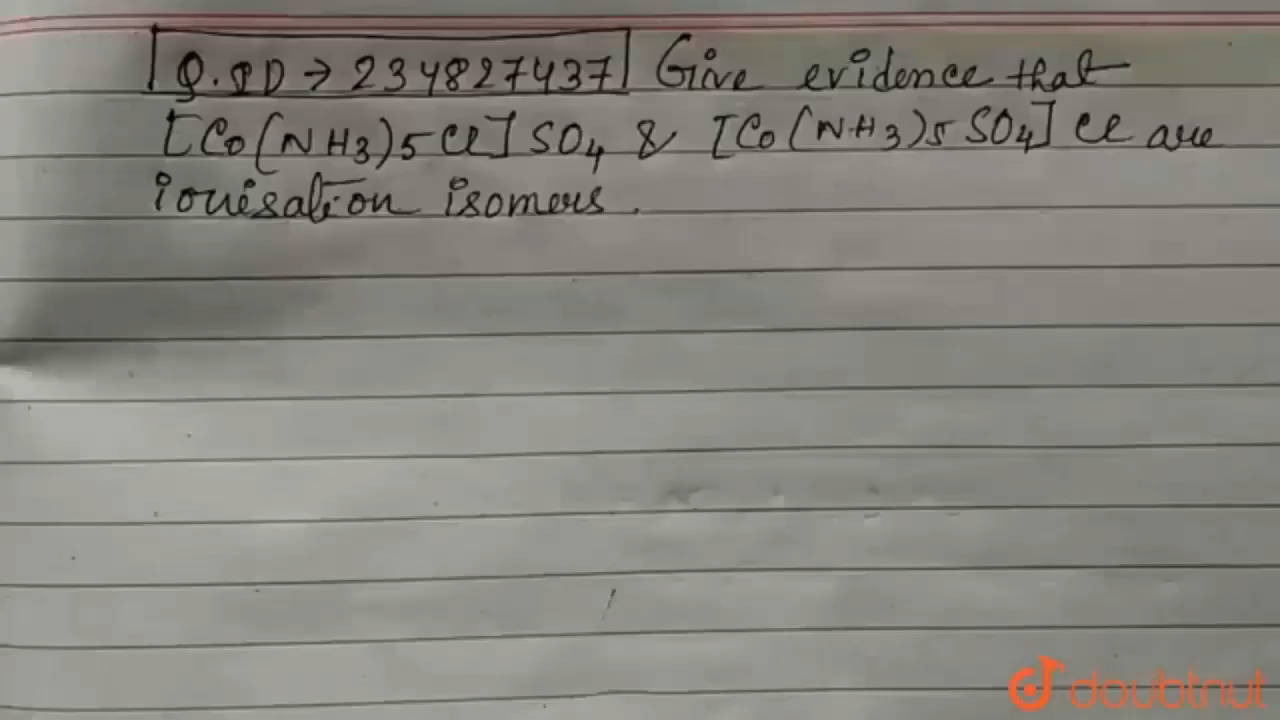 Q.ID → 234827437 Give evidence that
[Co(NH3)5Cl]SO4 & [Co(NH3)5SO4]Cl are
ionisation isomers.
doubtnut